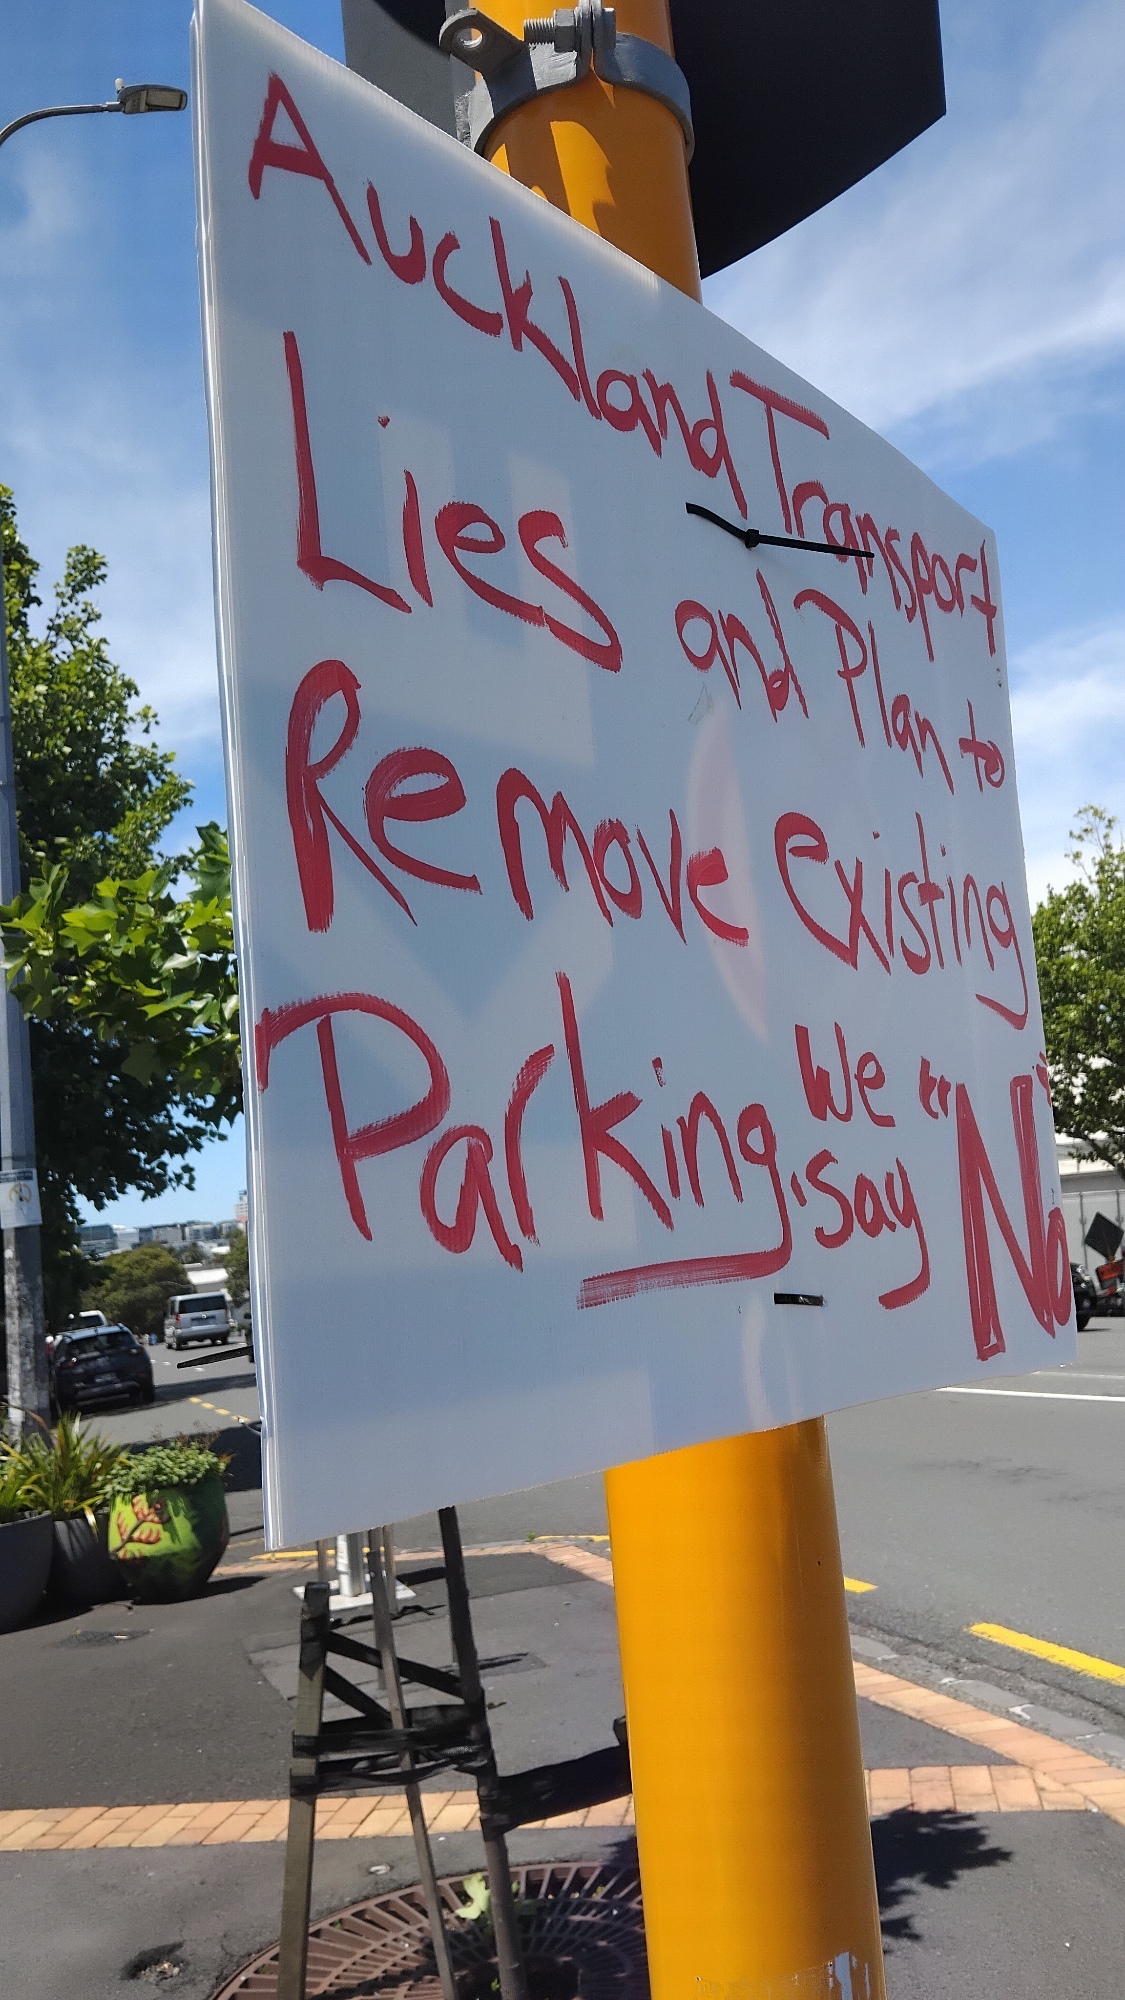 Auckland Transport
Lies and Plan to
Remove existing
Parking, We say "No"